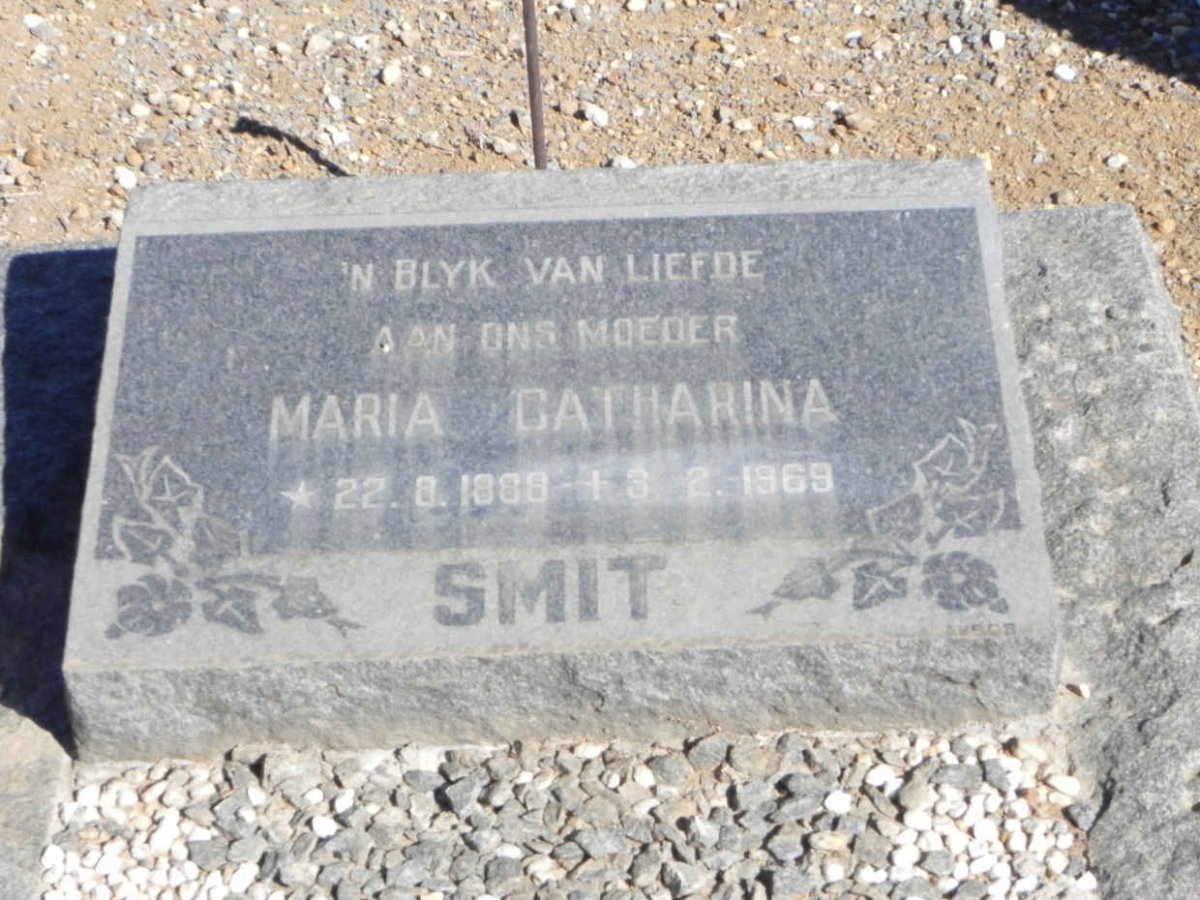 'N BLYK VAN LIEFDE
AAN ONS MOEDER
MARIA CATHARINA
★ 22. 8. 1888 ✝ 3. 2. 1969
SMIT